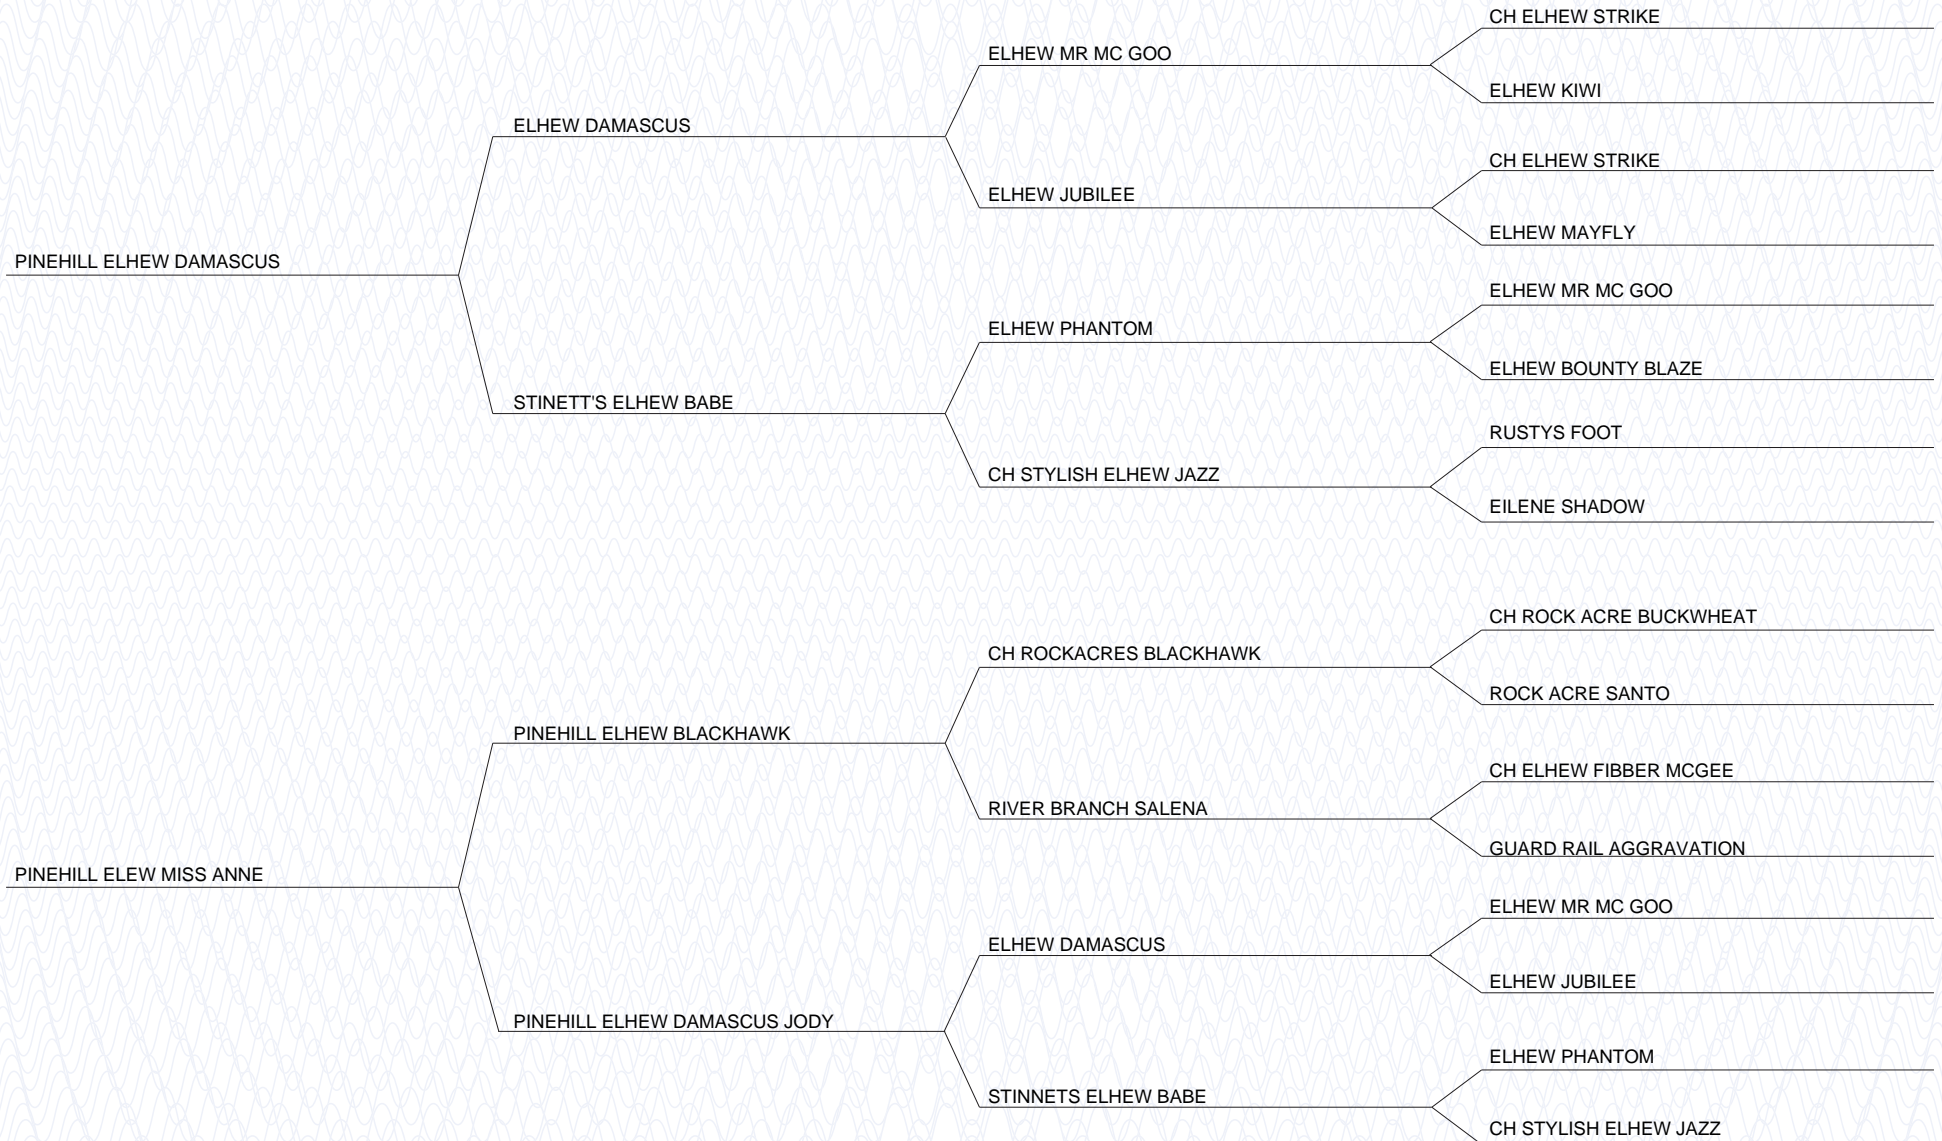 CH ELHEW STRIKE
ELHEW MR MC GOO
ELHEW KIWI
ELHEW DAMASCUS
CH ELHEW STRIKE
ELHEW JUBILEE
ELHEW MAYFLY
PINEHILL ELHEW DAMASCUS
ELHEW MR MC GOO
ELHEW PHANTOM
ELHEW BOUNTY BLAZE
STINETT'S ELHEW BABE
RUSTYS FOOT
CH STYLISH ELHEW JAZZ
EILENE SHADOW
CH ROCK ACRE BUCKWHEAT
CH ROCKACRES BLACKHAWK
ROCK ACRE SANTO
PINEHILL ELHEW BLACKHAWK
CH ELHEW FIBBER MCGEE
RIVER BRANCH SALENA
GUARD RAIL AGGRAVATION
PINEHILL ELEW MISS ANNE
ELHEW MR MC GOO
ELHEW DAMASCUS
ELHEW JUBILEE
PINEHILL ELHEW DAMASCUS JODY
ELHEW PHANTOM
STINNETS ELHEW BABE
CH STYLISH ELHEW JAZZ